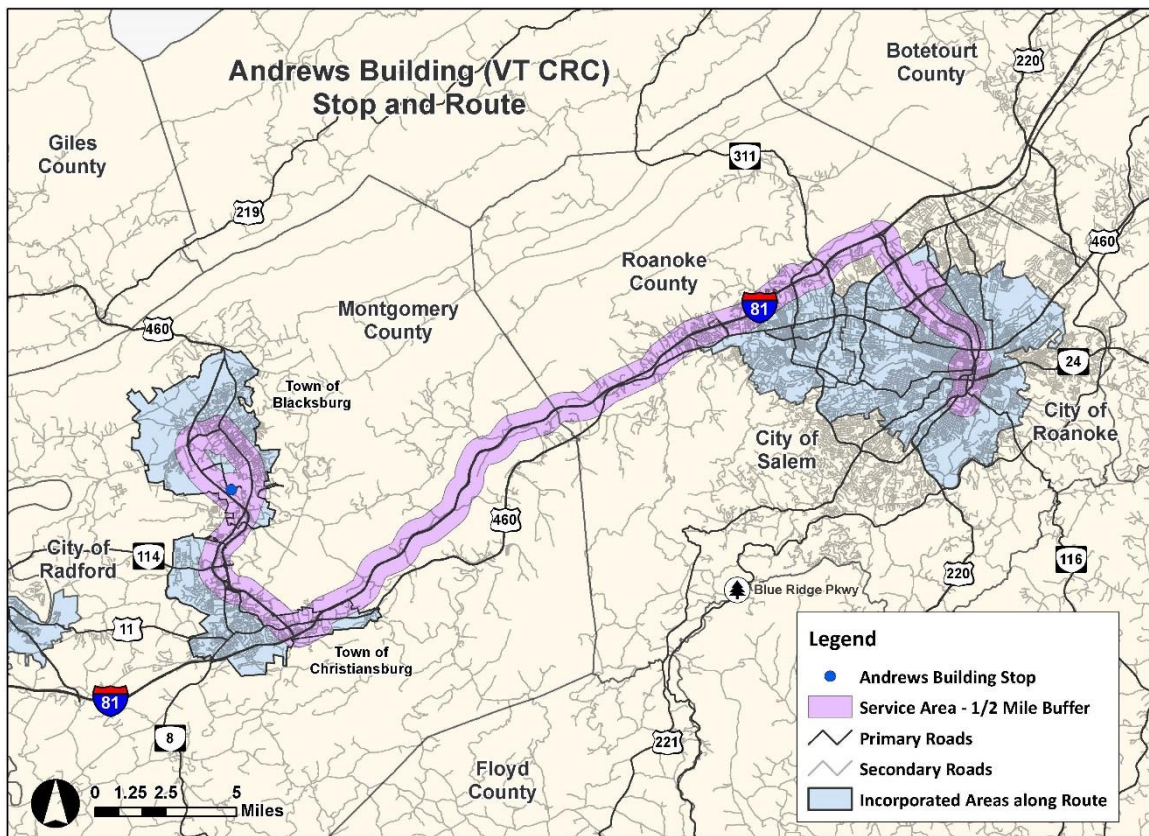 Andrews Building (VT CRC)
Stop and Route
Botetourt
County
220
Giles
County
311
219
460
Roanoke
County
81
Montgomery
County
460
Town of
Blacksburg
24
City of
Roanoke
City of
Salem
460
City of
Radford
114
116
220
Blue Ridge Pkwy
11
Town of
Christiansburg
81
8
221
Floyd
County
0 1.25 2.5 5
Miles
Legend
Andrews Building Stop
Service Area - 1/2 Mile Buffer
Primary Roads
Secondary Roads
Incorporated Areas along Route